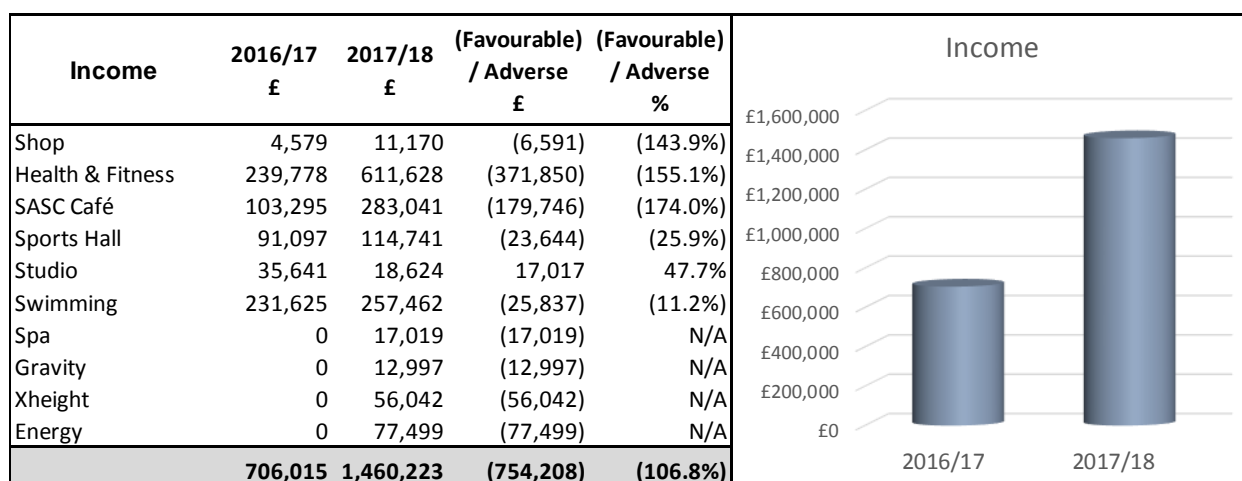 Income 2016/17 £ 2017/18 £ (Favourable) / Adverse £ (Favourable) / Adverse %
Shop 4,579 11,170 (6,591) (143.9%)
Health & Fitness 239,778 611,628 (371,850) (155.1%)
SASC Café 103,295 283,041 (179,746) (174.0%)
Sports Hall 91,097 114,741 (23,644) (25.9%)
Studio 35,641 18,624 17,017 47.7%
Swimming 231,625 257,462 (25,837) (11.2%)
Spa 0 17,019 (17,019) N/A
Gravity 0 12,997 (12,997) N/A
Xheight 0 56,042 (56,042) N/A
Energy 0 77,499 (77,499) N/A
706,015 1,460,223 (754,208) (106.8%)
Income
£1,600,000
£1,400,000
£1,200,000
£1,000,000
£800,000
£600,000
£400,000
£200,000
£0
2016/17 2017/18